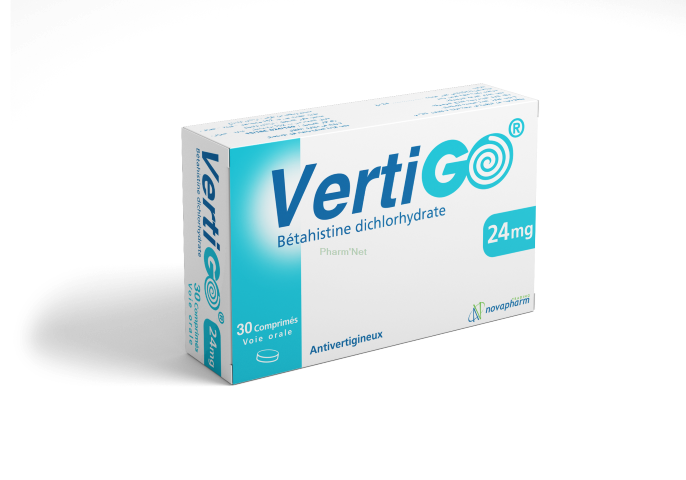 VertiGO®
Bétahistine dichlorhydrate
24mg
Pharm'Net
30 Comprimés
Voie orale
Antivertigineux
novapharm
VertiGO®
24mg
Bétahistine dichlorhydrate
30 Comprimés
Voie orale